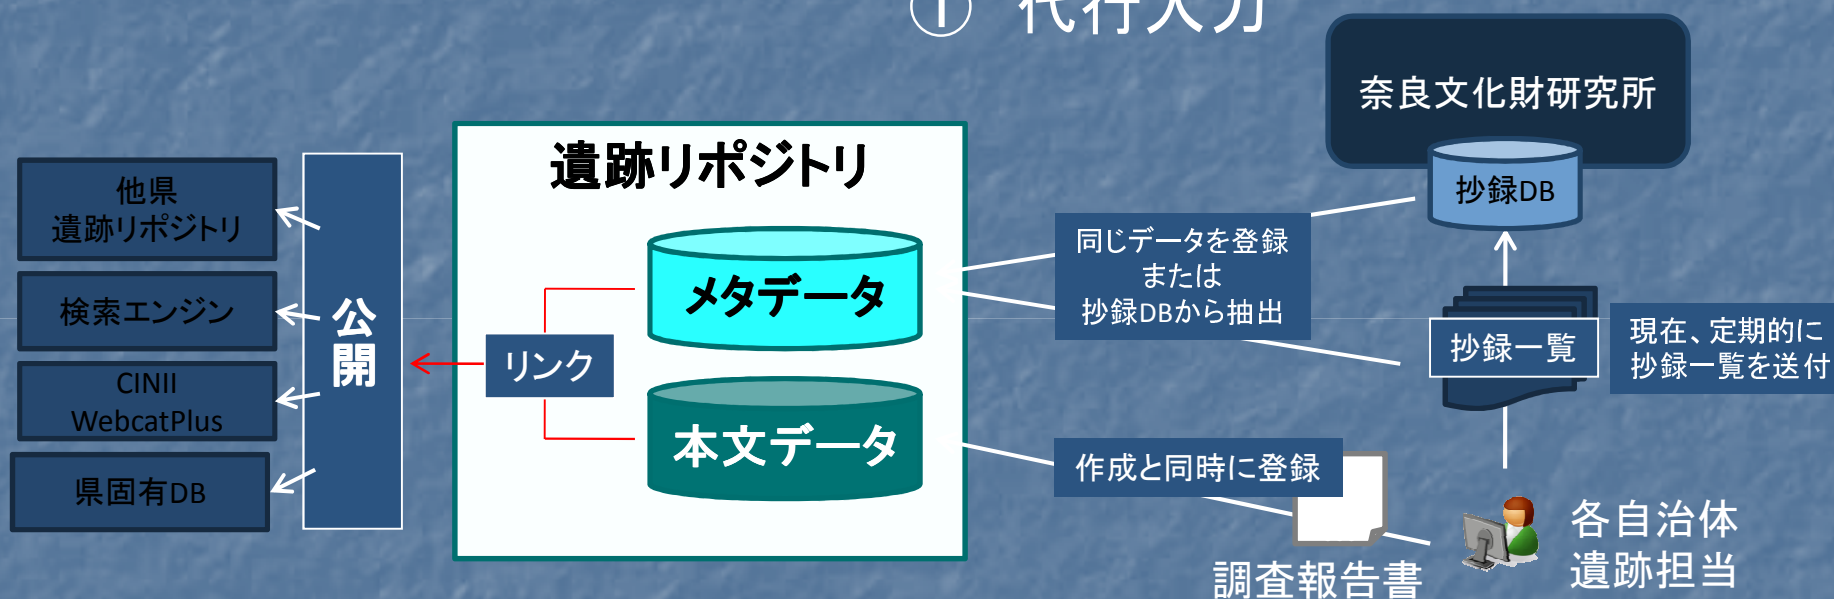 ① 代行入力
奈良文化財研究所
抄録DB
遺跡リポジトリ
メタデータ
本文データ
リンク
公開
他県
遺跡リポジトリ
検索エンジン
CINII
WebcatPlus
県固有DB
同じデータを登録
または
抄録DBから抽出
抄録一覧
現在、定期的に
抄録一覧を送付
作成と同時に登録
調査報告書
各自治体
遺跡担当